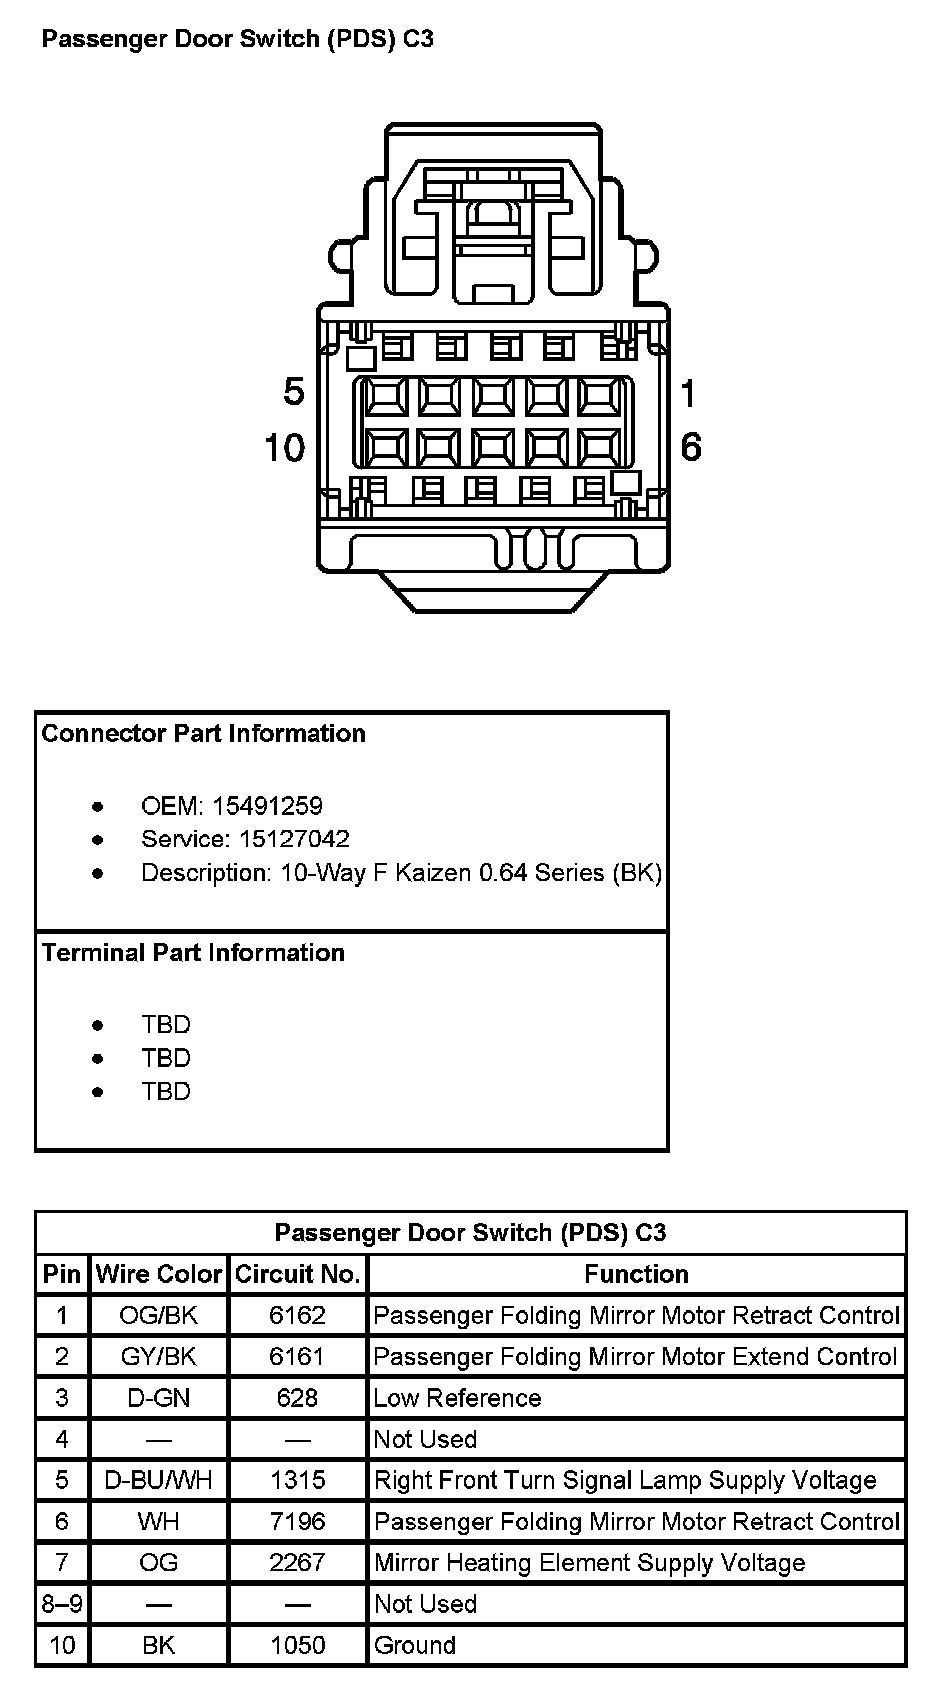 Passenger Door Switch (PDS) C3
5 1
10 6
Connector Part Information
• OEM: 15491259
• Service: 15127042
• Description: 10-Way F Kaizen 0.64 Series (BK)
Terminal Part Information
• TBD
• TBD
• TBD
Passenger Door Switch (PDS) C3
Pin Wire Color Circuit No. Function
1 OG/BK 6162 Passenger Folding Mirror Motor Retract Control
2 GY/BK 6161 Passenger Folding Mirror Motor Extend Control
3 D-GN 628 Low Reference
4 — — Not Used
5 D-BU/WH 1315 Right Front Turn Signal Lamp Supply Voltage
6 WH 7196 Passenger Folding Mirror Motor Retract Control
7 OG 2267 Mirror Heating Element Supply Voltage
8–9 — — Not Used
10 BK 1050 Ground